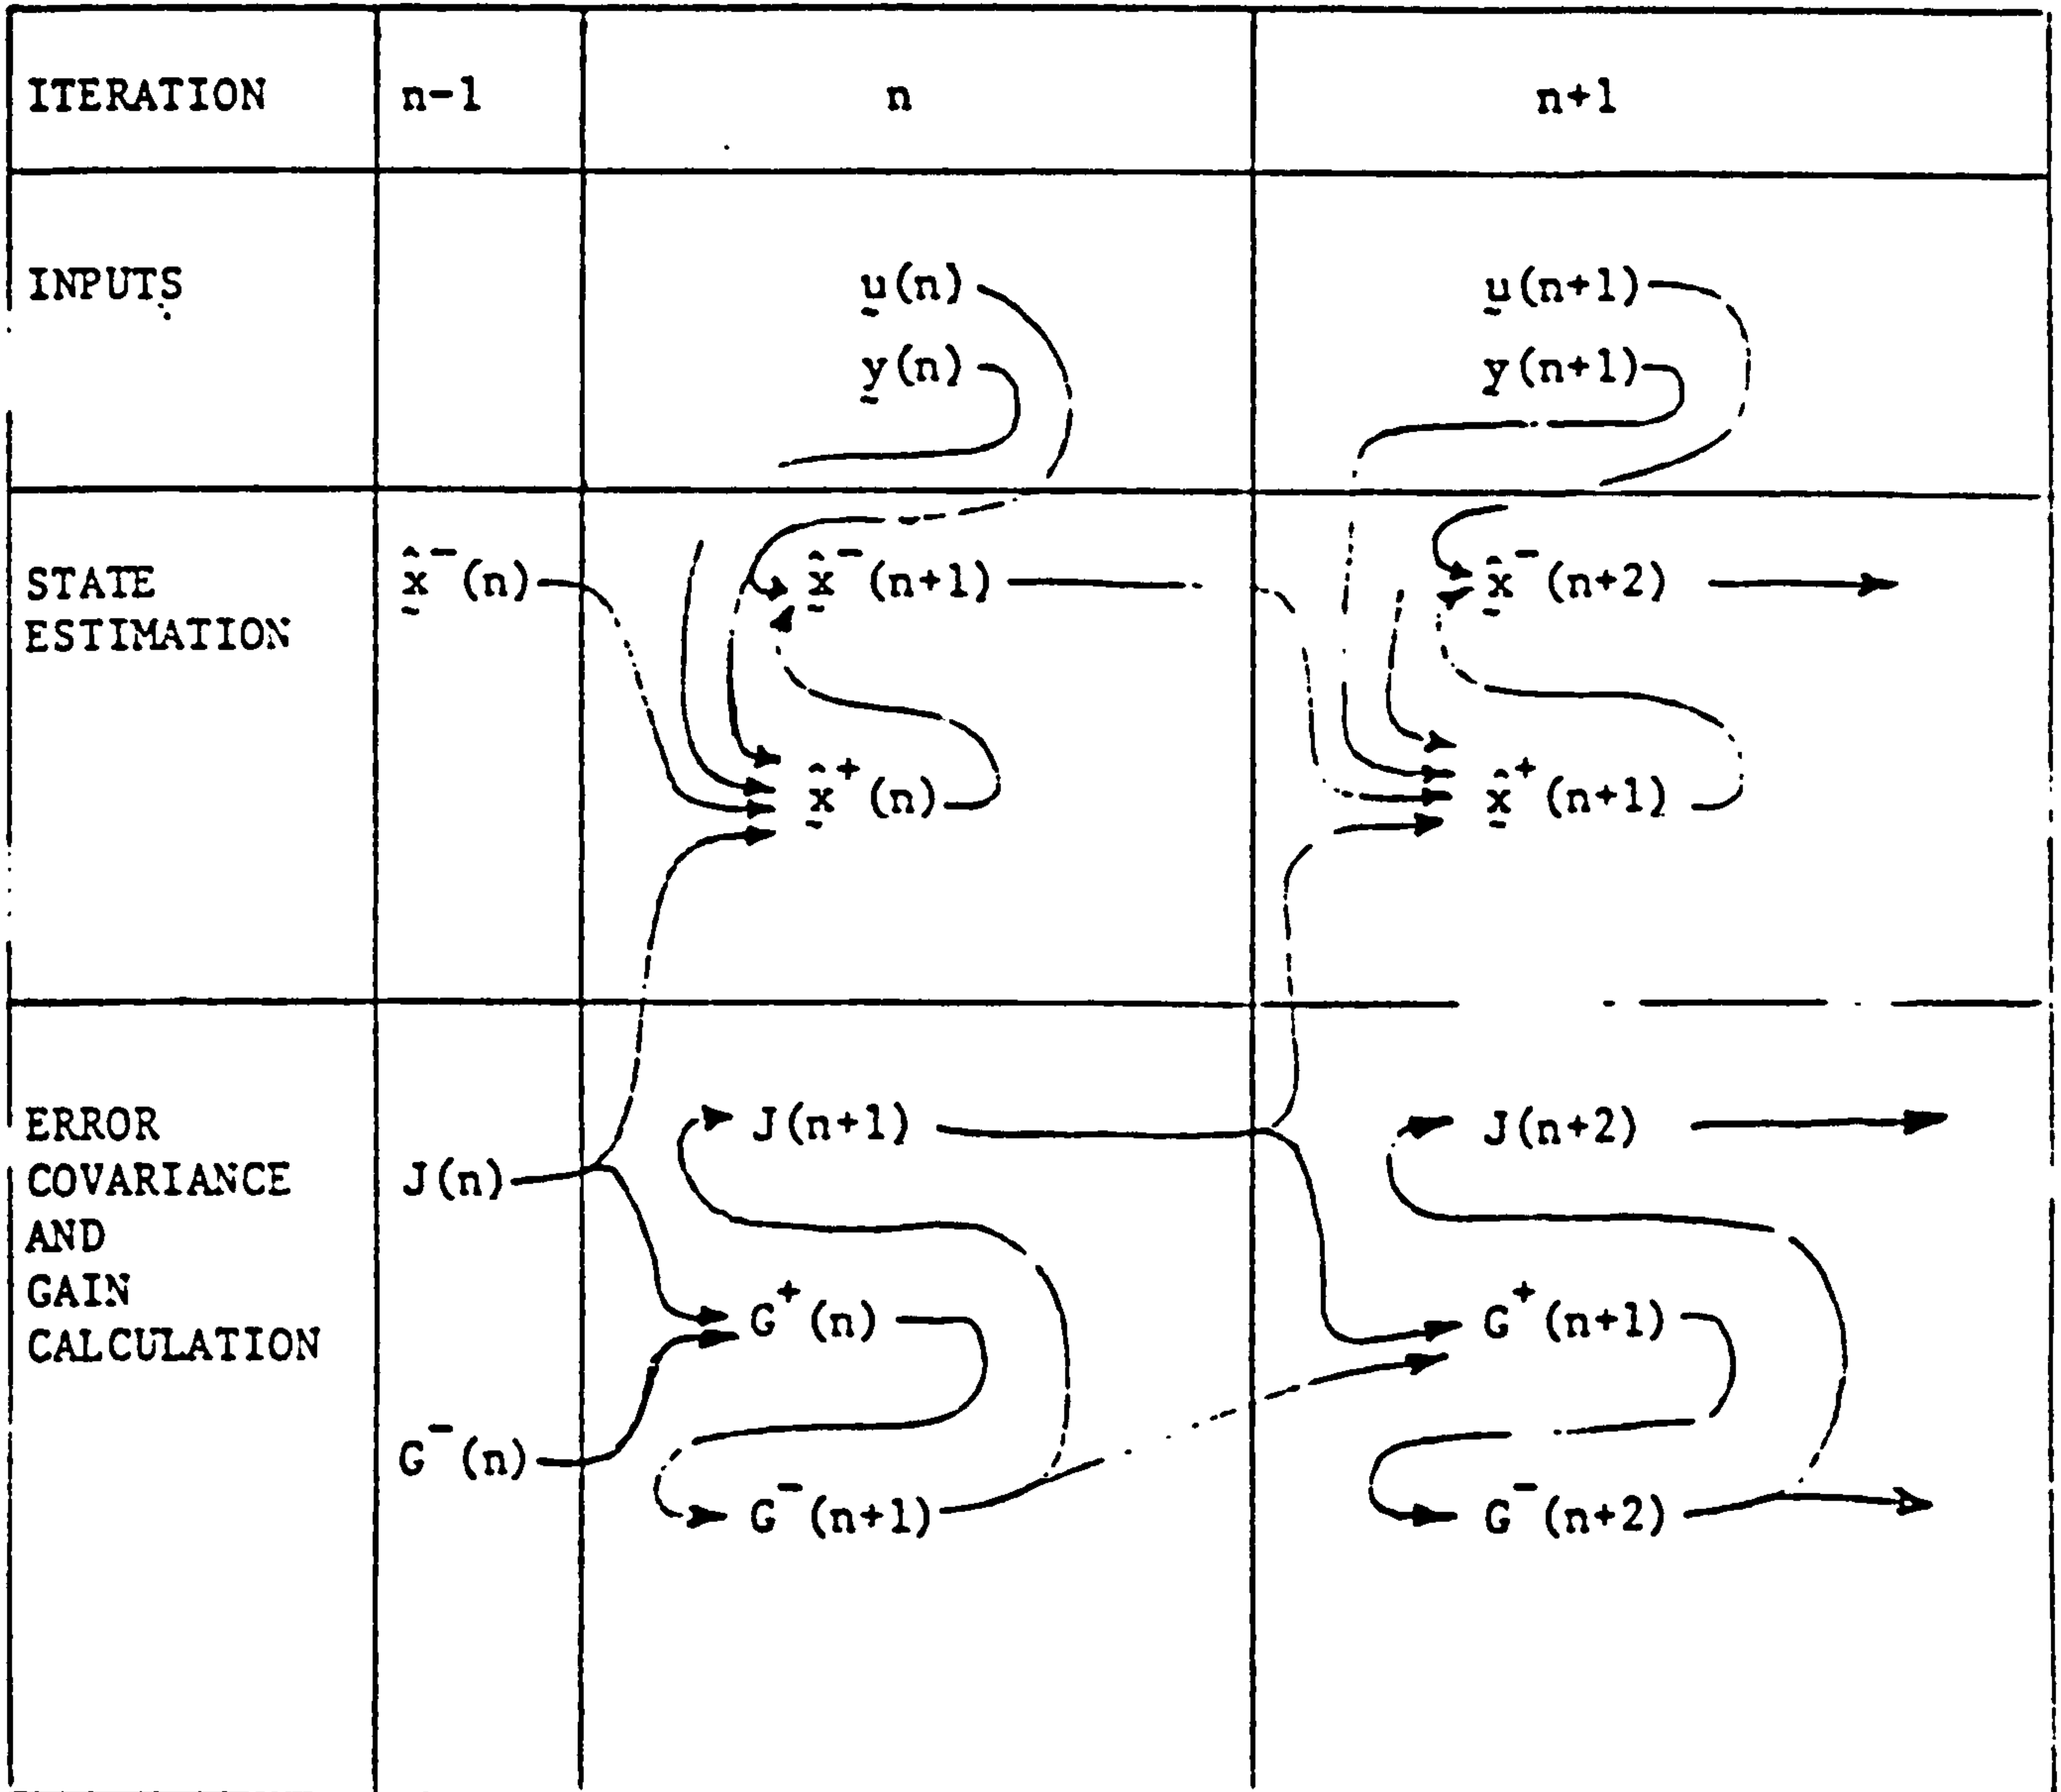 ITERATION n-1 n n+1
INPUTS
u(n) u(n+1)
y(n) y(n+1)
STATE
ESTIMATION
x̂⁻(n) x̂⁻(n+1) x̂⁻(n+2)
x̂⁺(n) x̂⁺(n+1)
ERROR
COVARIANCE
AND
GAIN
CALCULATION
J(n) J(n+1) J(n+2)
G⁺(n) G⁺(n+1)
G⁻(n) G⁻(n+1) G⁻(n+2)